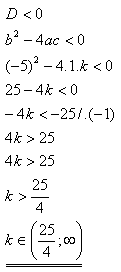 D < 0
b² − 4ac < 0
(−5)² − 4.1.k < 0
25 − 4k < 0
− 4k < −25/.(−1)
4k > 25
4k > 25
k > 25/4
k ∈ (25/4 ; ∞)